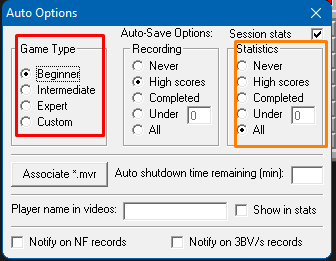 Auto Options
Auto-Save Options: Session stats
Game Type
Beginner
Intermediate
Expert
Custom
Recording
Never
High scores
Completed
Under 0
All
Statistics
Never
High scores
Completed
Under 0
All
Associate *.mvr Auto shutdown time remaining (min):
Player name in videos: Show in stats
Notify on NF records Notify on 3BV/s records